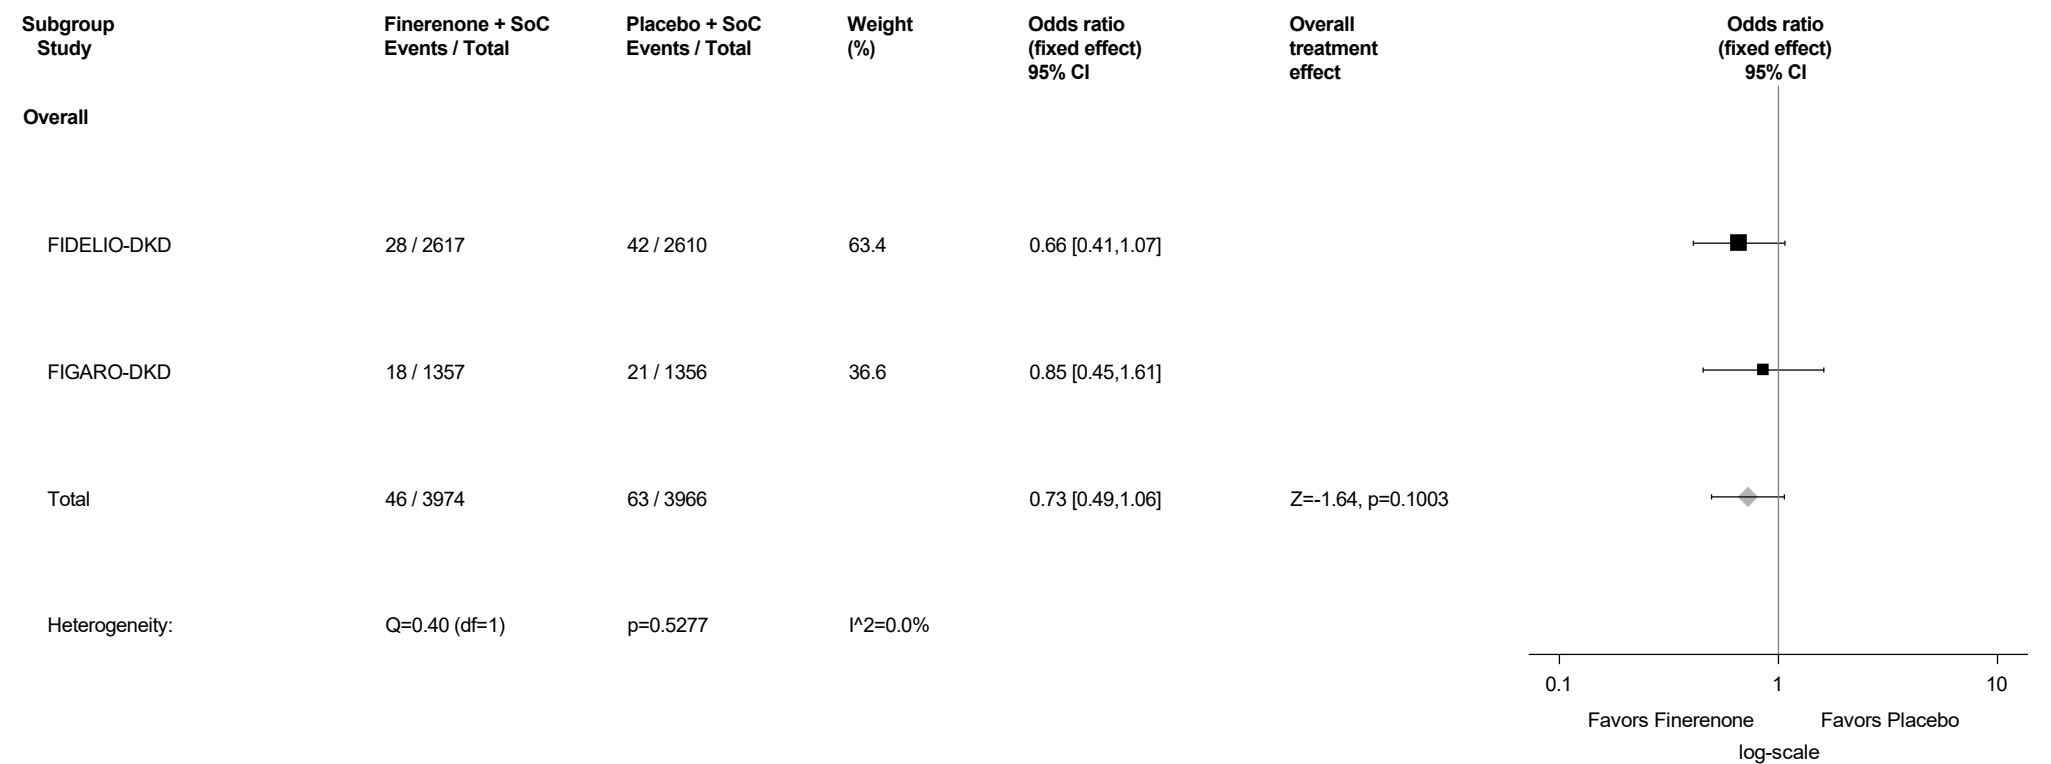 Subgroup Finerenone + SoC Placebo + SoC Weight Odds ratio Overall Odds ratio
Study Events / Total Events / Total (%) (fixed effect) treatment (fixed effect)
95% CI effect 95% CI
Overall
FIDELIO-DKD 28 / 2617 42 / 2610 63.4 0.66 [0.41,1.07]
FIGARO-DKD 18 / 1357 21 / 1356 36.6 0.85 [0.45,1.61]
Total 46 / 3974 63 / 3966 0.73 [0.49,1.06] Z=-1.64, p=0.1003
Heterogeneity: Q=0.40 (df=1) p=0.5277 I^2=0.0%
0.1 1 10
Favors Finerenone Favors Placebo
log-scale